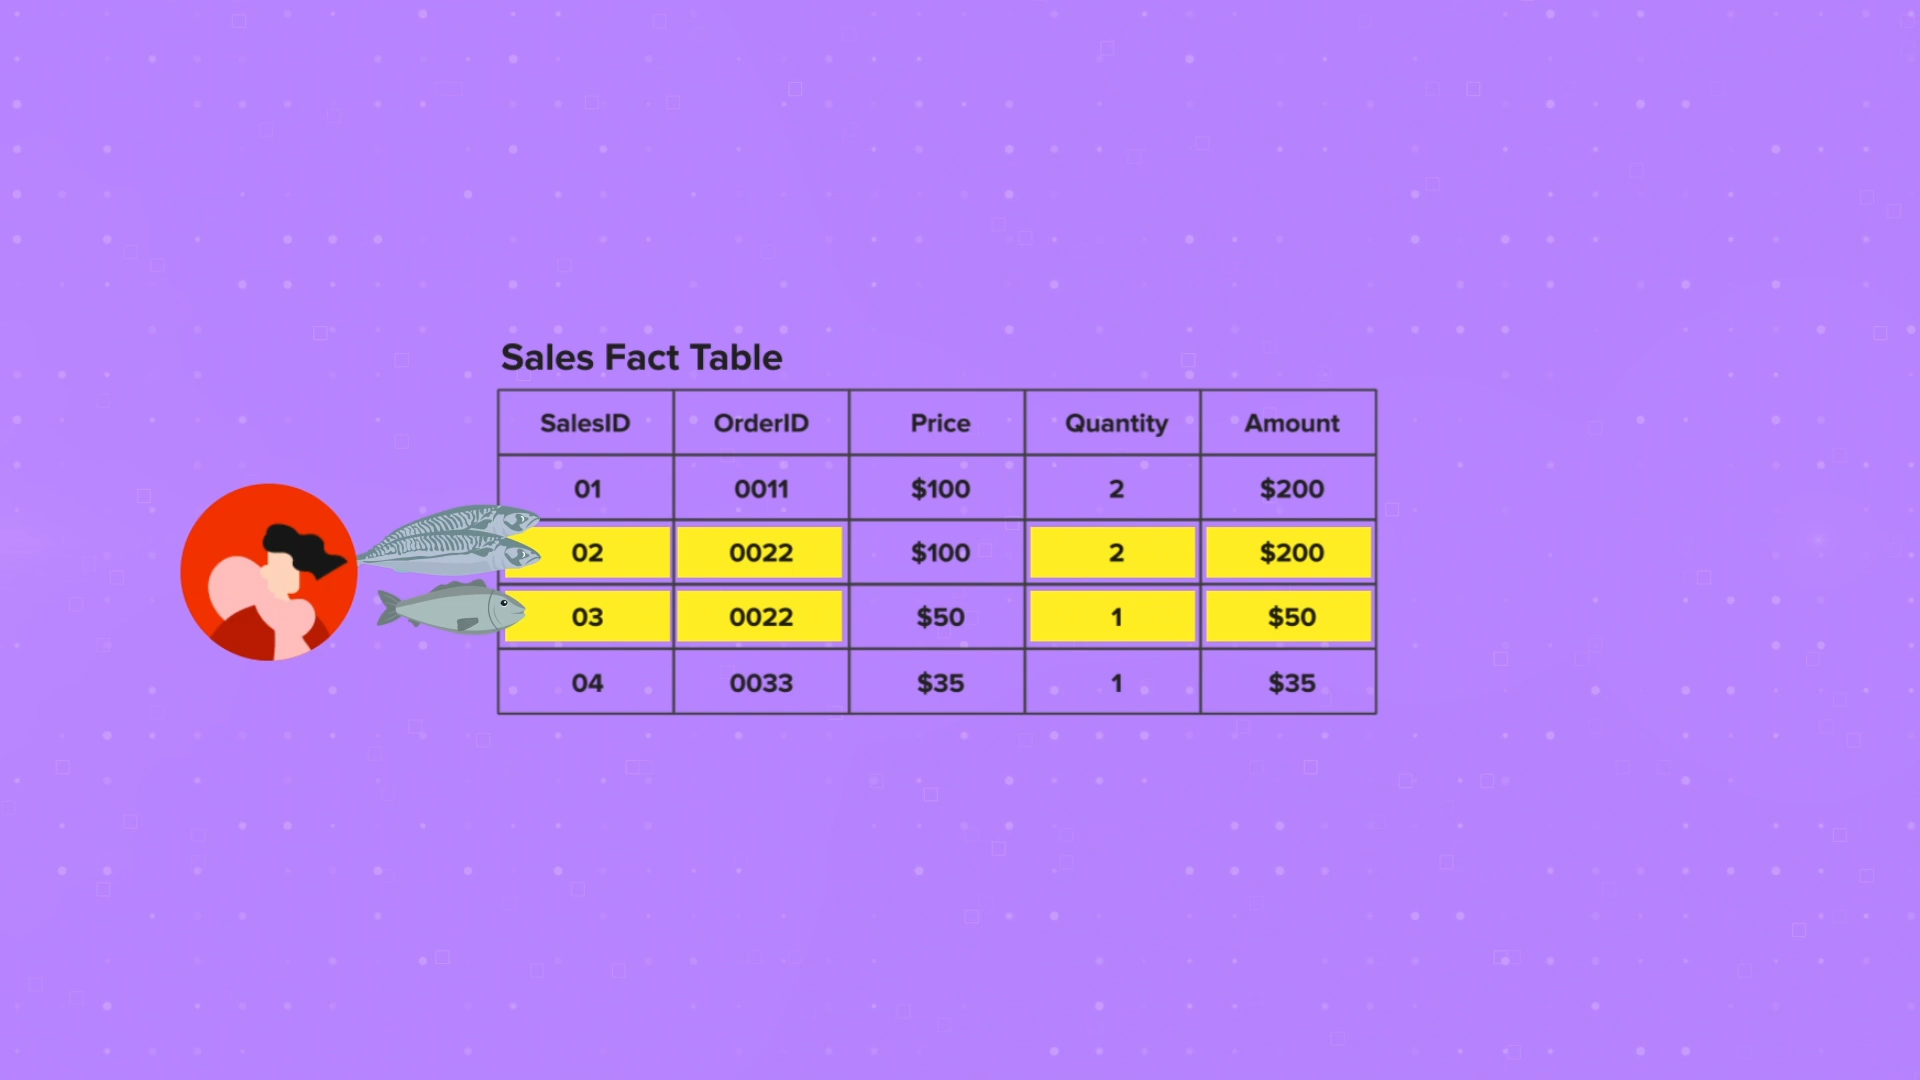 Sales Fact Table
SalesID OrderID Price Quantity Amount
01 0011 $100 2 $200
02 0022 $100 2 $200
03 0022 $50 1 $50
04 0033 $35 1 $35